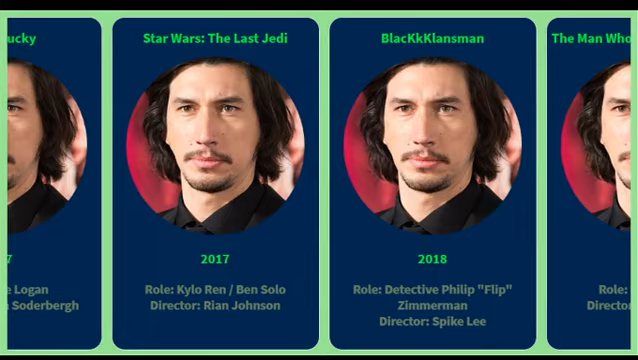 ucky
7
e Logan
Soderbergh
Star Wars: The Last Jedi
2017
Role: Kylo Ren / Ben Solo
Director: Rian Johnson
BlacKkKlansman
2018
Role: Detective Philip "Flip"
Zimmerman
Director: Spike Lee
The Man Who
Role:
Director